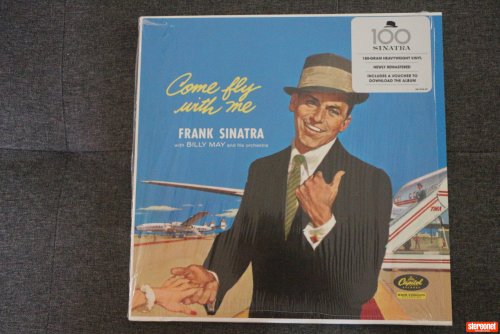 100
SINATRA
180-GRAM HEAVYWEIGHT VINYL
NEWLY REMASTERED
INCLUDES A VOUCHER TO
DOWNLOAD THE ALBUM
Come fly
with me
FRANK SINATRA
with BILLY MAY and his orchestra
TWA
Capitol
stereonet